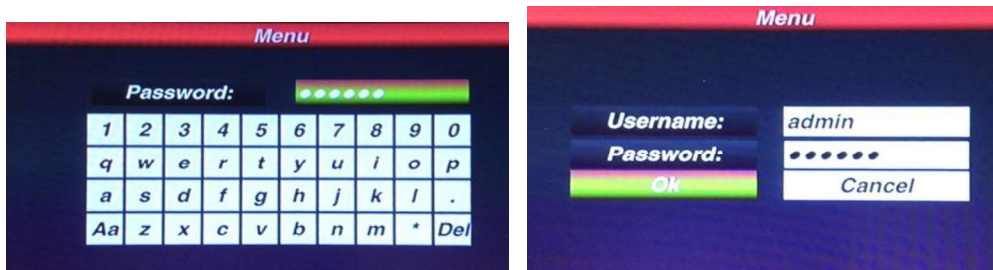 Menu
Password: ●●●●●●
1 2 3 4 5 6 7 8 9 0
q w e r t y u i o p
a s d f g h j k l .
Aa z x c v b n m * Del
Menu
Username: admin
Password: ●●●●●●
Ok Cancel